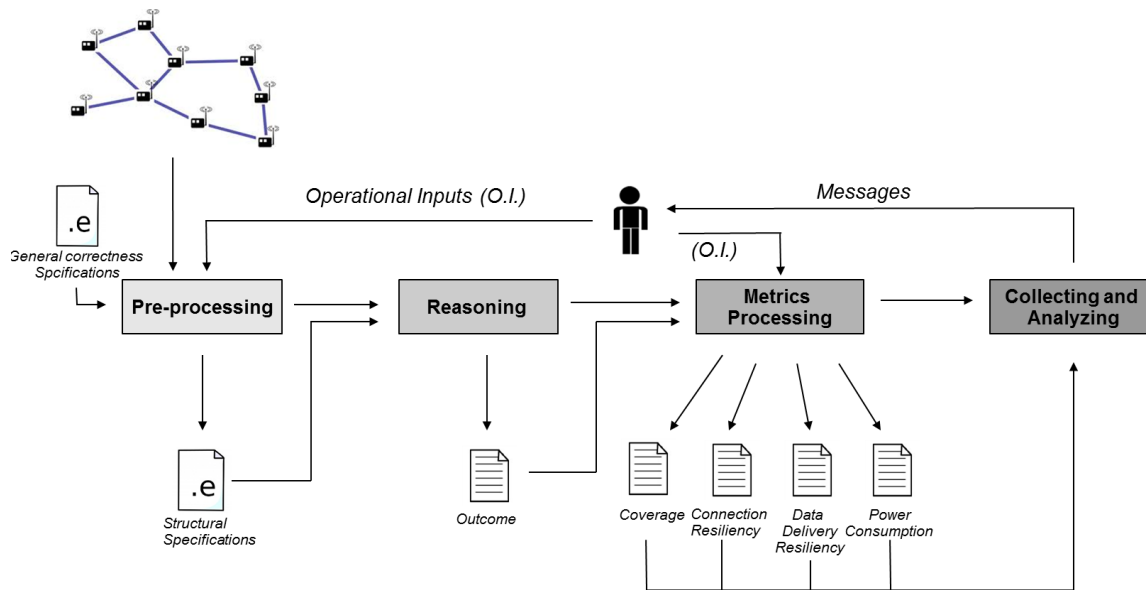 Operational Inputs (O.I.)
Messages
.e
(O.I.)
General correctness
Spcifications
Pre-processing
Reasoning
Metrics
Processing
Collecting and
Analyzing
.e
Structural
Specifications
Outcome
Coverage
Connection
Resiliency
Data
Delivery
Resiliency
Power
Consumption